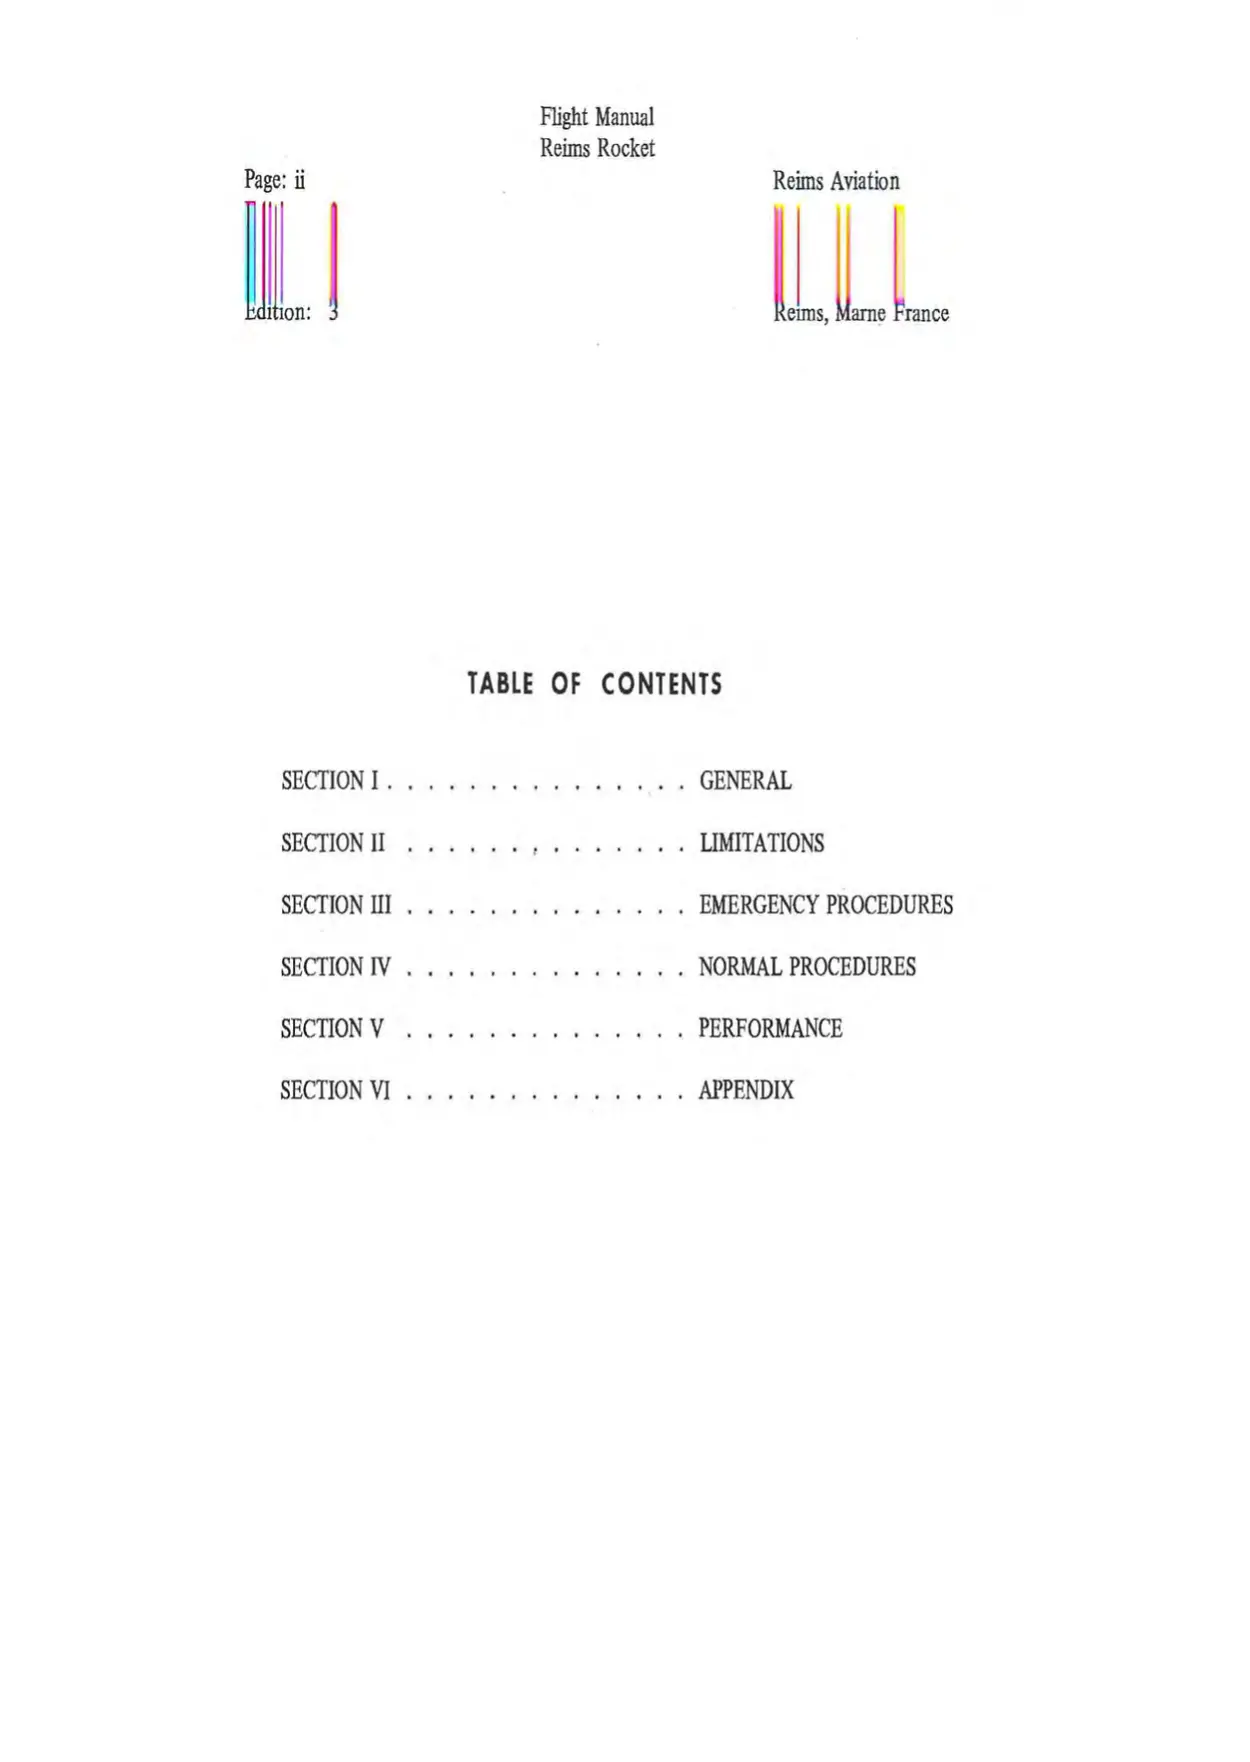 Flight Manual
Reims Rocket
Page: ii
Reims Aviation
Edition: 3
Reims, Marne France
TABLE OF CONTENTS
SECTION I . . . . . . . . . . . . . . . GENERAL
SECTION II . . . . . . . . . . . . . . LIMITATIONS
SECTION III . . . . . . . . . . . . . . EMERGENCY PROCEDURES
SECTION IV . . . . . . . . . . . . . . NORMAL PROCEDURES
SECTION V . . . . . . . . . . . . . . PERFORMANCE
SECTION VI . . . . . . . . . . . . . . APPENDIX